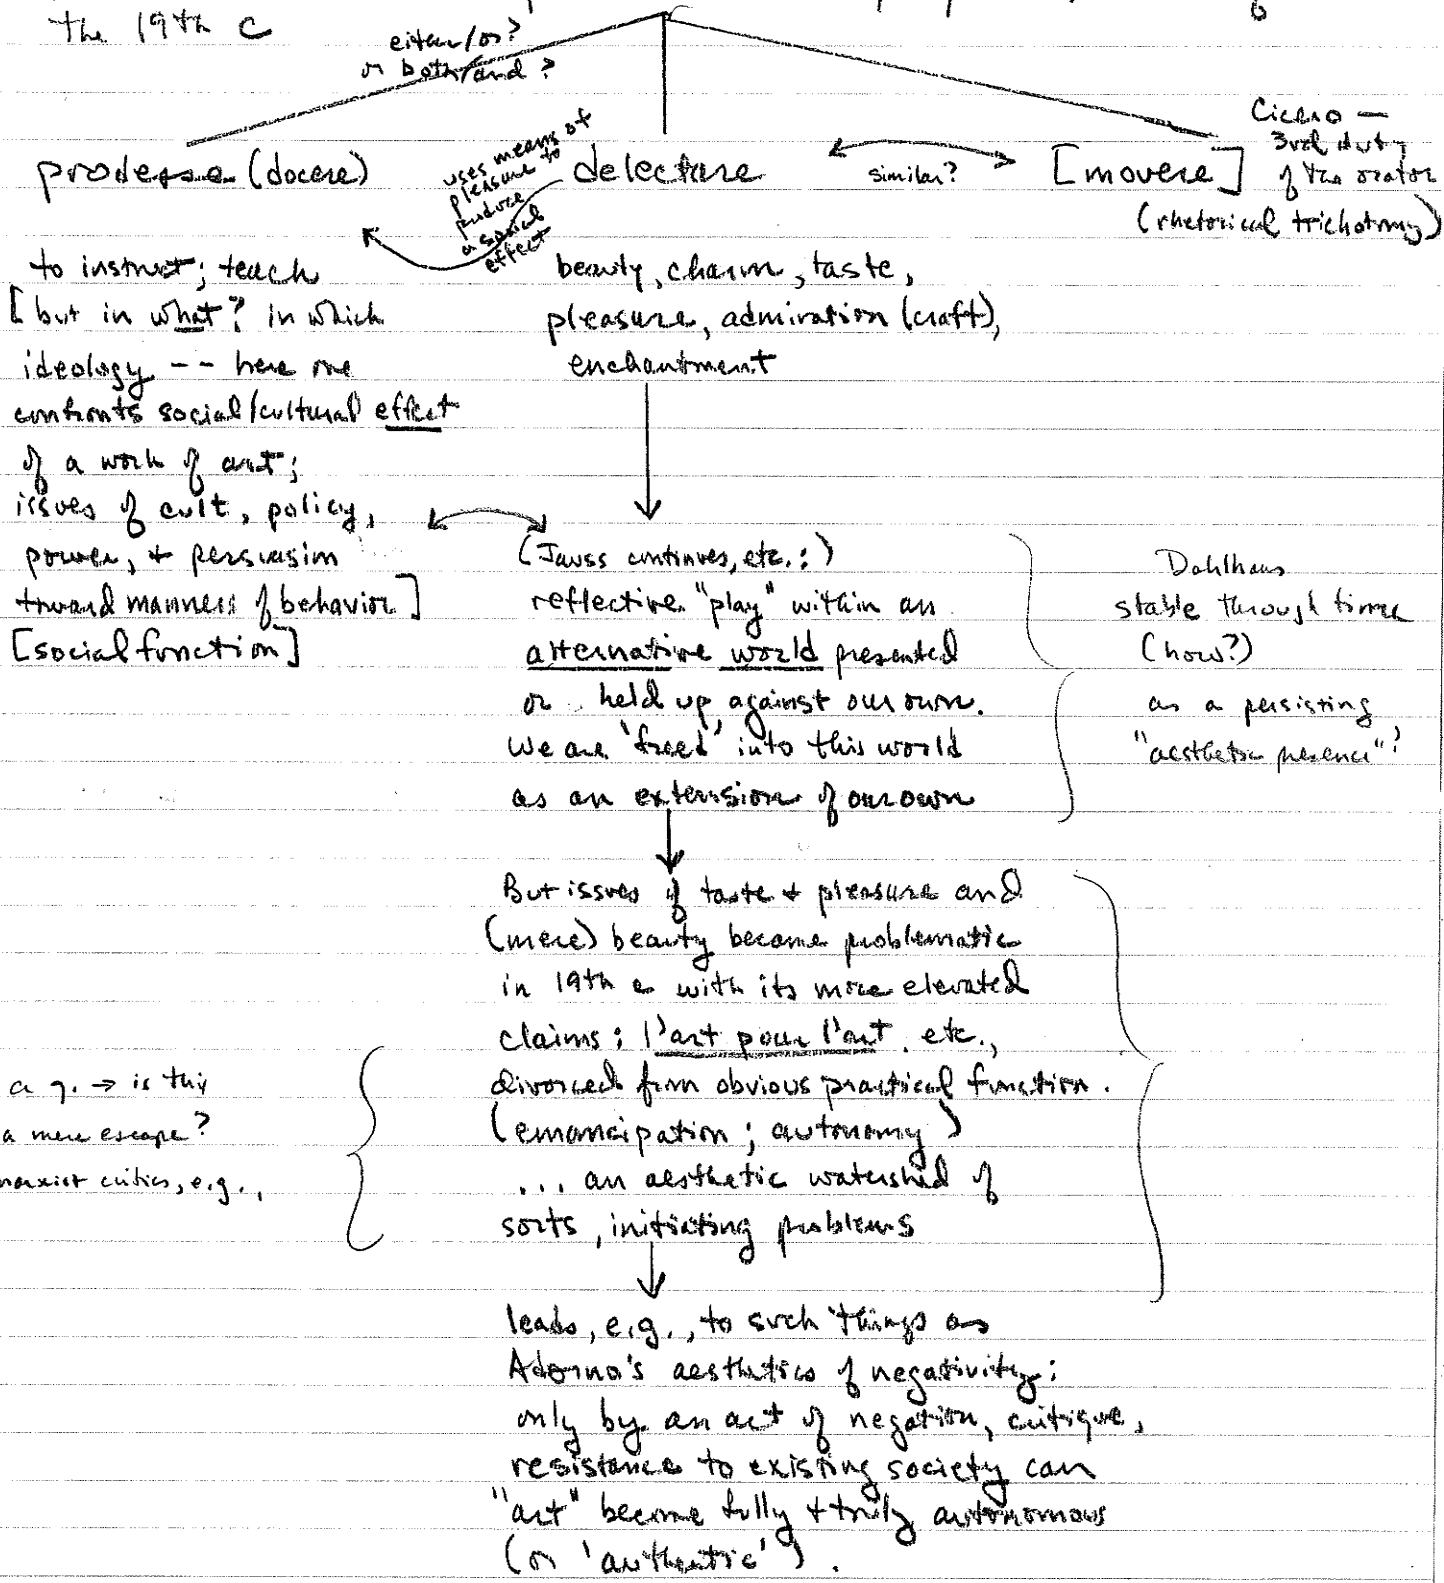 the 19th c
either/or?
or both/and?
prodesse (docere)
uses means of
pleasure to
produce
a social
effect
delectare
similar?
[movere]
Cicero —
3rd duty
of the orator
(rhetorical trichotomy)
to instruct; teach
[but in what? in which
ideology -- here one
confronts social/cultural effect
of a work of art;
issues of cult, policy,
power, + persuasion
toward manners of behavior]
[social function]
beauty, charm, taste,
pleasure, admiration (craft),
enchantment
(Jauss continues, etc.:)
reflective "play" within an
alternative world presented
or held up against our own.
We are 'freed' into this world
as an extension of our own
Dahlhaus
stable through time
(how?)
as a persisting
"aesthetic presence"?
But issues of taste + pleasure and
(mere) beauty become problematic
in 19th c with its more elevated
claims: l'art pour l'art, etc.,
divorced from obvious practical function.
(emancipation; autonomy)
... an aesthetic watershed of
sorts, initiating problems
a q. → is this
a mere escape?
marxist critics, e.g.,
leads, e.g., to such things as
Adorno's aesthetics of negativity:
only by an act of negation, critique,
resistance to existing society can
"art" become fully + truly autonomous
(or 'authentic').